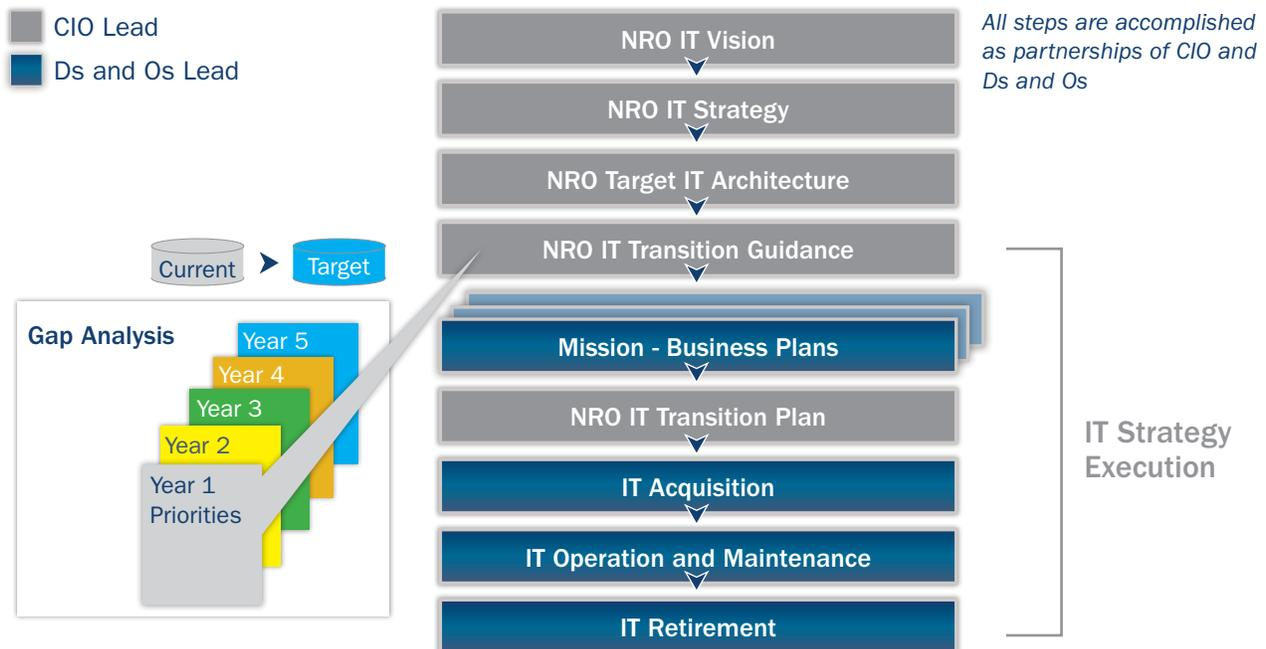 CIO Lead
Ds and Os Lead
NRO IT Vision
All steps are accomplished
as partnerships of CIO and
Ds and Os
NRO IT Strategy
NRO Target IT Architecture
NRO IT Transition Guidance
Current
Target
Gap Analysis
Year 5
Year 4
Year 3
Year 2
Year 1
Priorities
Mission - Business Plans
NRO IT Transition Plan
IT Acquisition
IT Operation and Maintenance
IT Retirement
IT Strategy
Execution